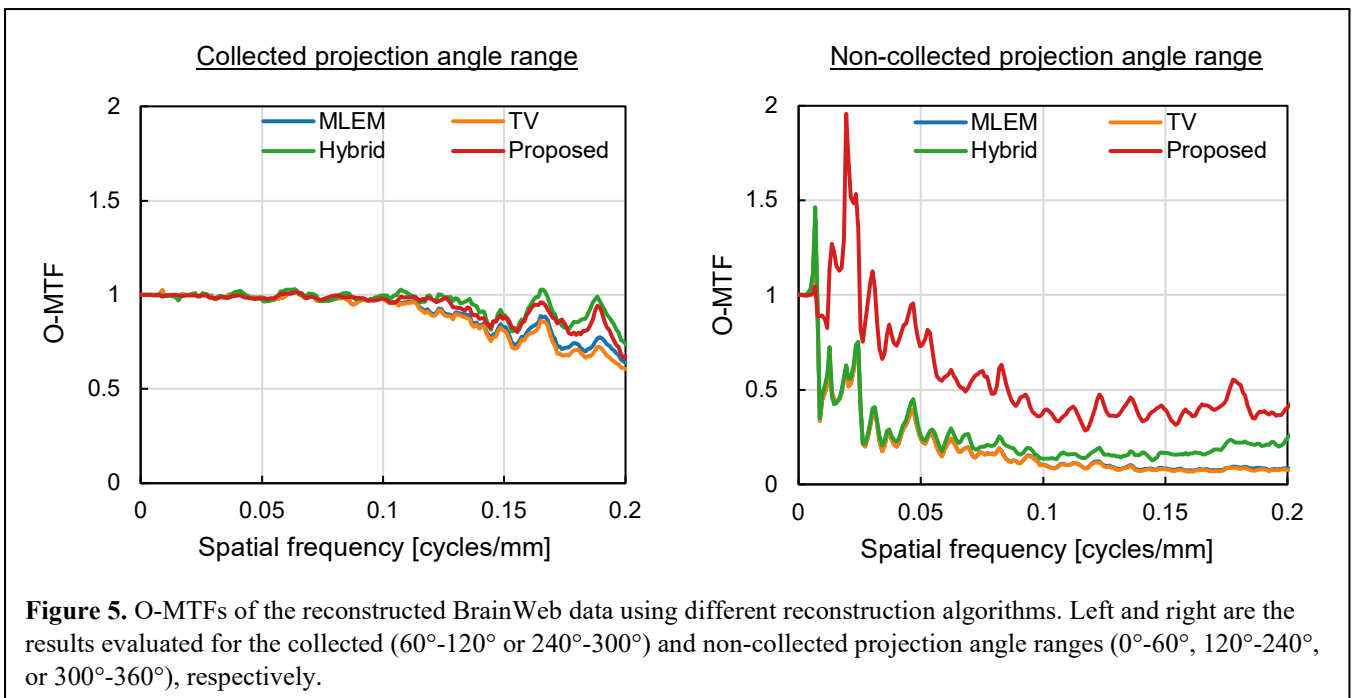 Collected projection angle range
2
1.5
1
0.5
0
O-MTF
MLEM
TV
Hybrid
Proposed
0
0.05
0.1
0.15
0.2
Spatial frequency [cycles/mm]
Non-collected projection angle range
2
1.5
1
0.5
0
O-MTF
MLEM
TV
Hybrid
Proposed
0
0.05
0.1
0.15
0.2
Spatial frequency [cycles/mm]
Figure 5. O-MTFs of the reconstructed BrainWeb data using different reconstruction algorithms. Left and right are the
results evaluated for the collected (60°-120° or 240°-300°) and non-collected projection angle ranges (0°-60°, 120°-240°,
or 300°-360°), respectively.